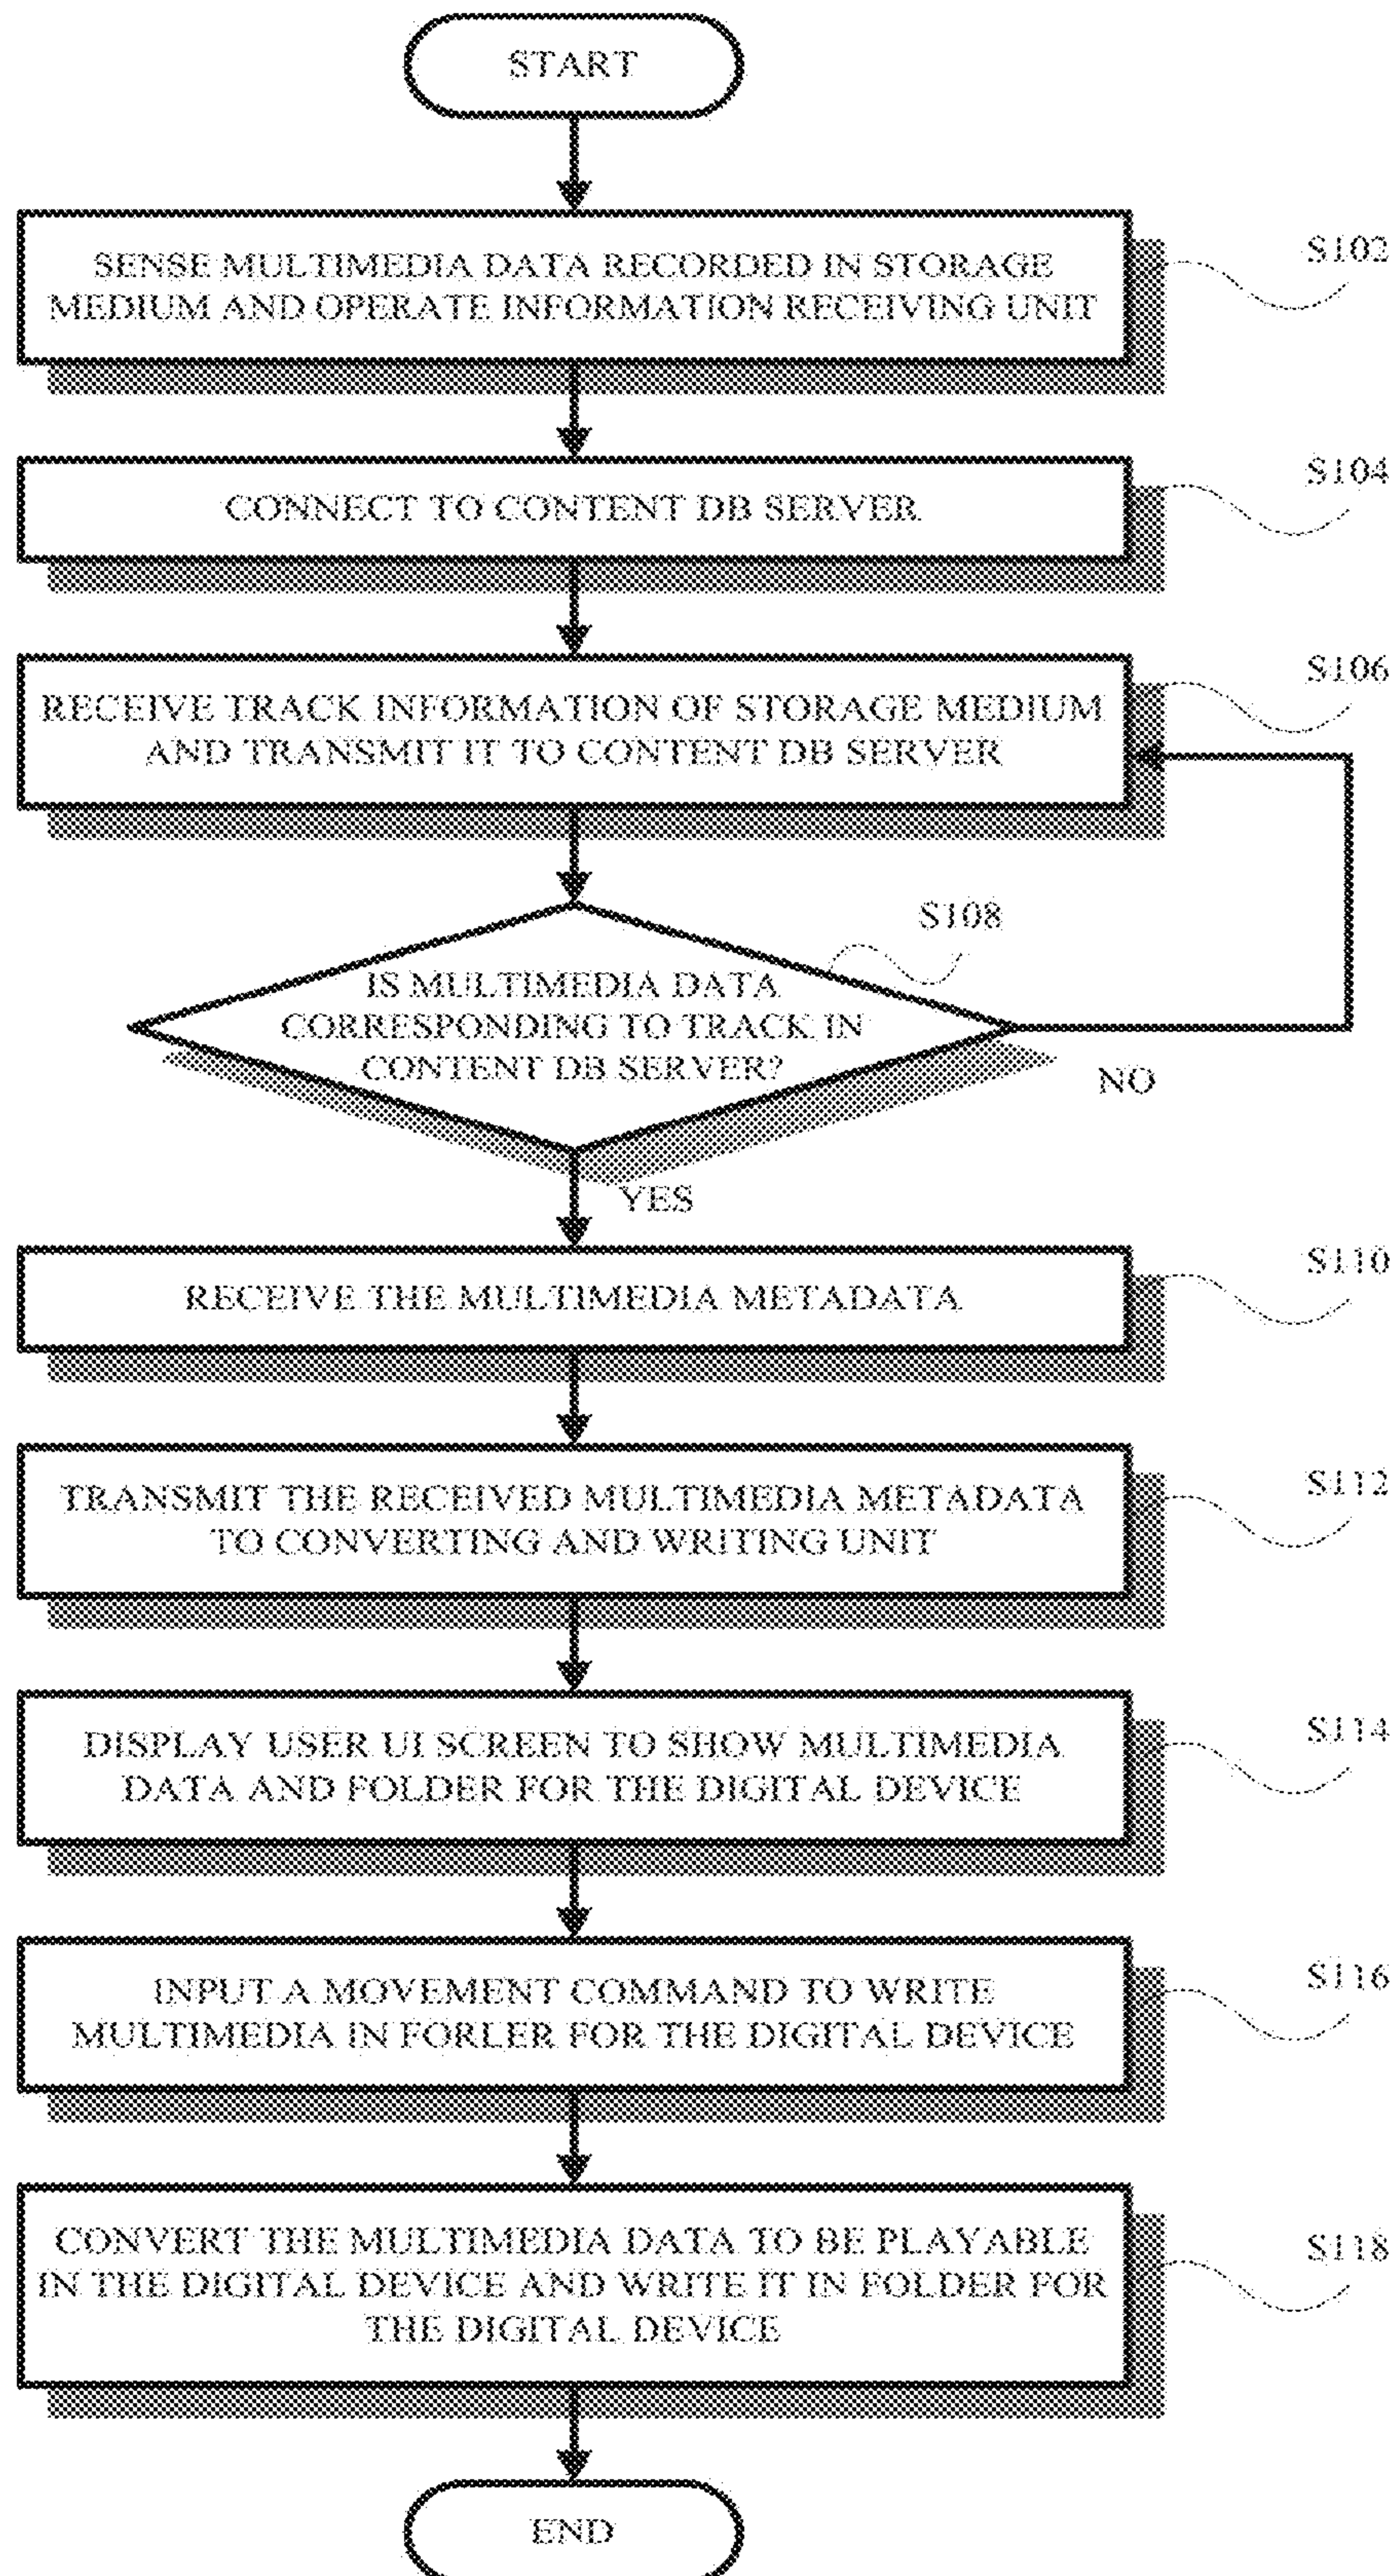 START
SENSE MULTIMEDIA DATA RECORDED IN STORAGE
MEDIUM AND OPERATE INFORMATION RECEIVING UNIT
S102
CONNECT TO CONTENT DB SERVER
S104
RECEIVE TRACK INFORMATION OF STORAGE MEDIUM
AND TRANSMIT IT TO CONTENT DB SERVER
S106
S108
IS MULTIMEDIA DATA
CORRESPONDING TO TRACK IN
CONTENT DB SERVER?
NO
YES
RECEIVE THE MULTIMEDIA METADATA
S110
TRANSMIT THE RECEIVED MULTIMEDIA METADATA
TO CONVERTING AND WRITING UNIT
S112
DISPLAY USER UI SCREEN TO SHOW MULTIMEDIA
DATA AND FOLDER FOR THE DIGITAL DEVICE
S114
INPUT A MOVEMENT COMMAND TO WRITE
MULTIMEDIA IN FORLER FOR THE DIGITAL DEVICE
S116
CONVERT THE MULTIMEDIA DATA TO BE PLAYABLE
IN THE DIGITAL DEVICE AND WRITE IT IN FOLDER FOR
THE DIGITAL DEVICE
S118
END